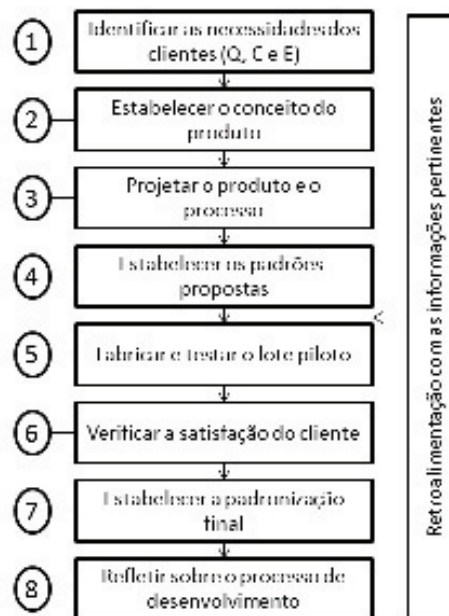 1
Identificar as necessidades dos
clientes (Q, C e E)
2
Estabelecer o conceito do
produto
3
Projetar o produto e o
processo
4
Estabelecer os padrões
propostas
5
Fabricar e testar o lote piloto
6
Verificar a satisfação do cliente
7
Estabelecer a padronização
final
8
Refletir sobre o processo de
desenvolvimento
Retroalimentação com as informações pertinentes